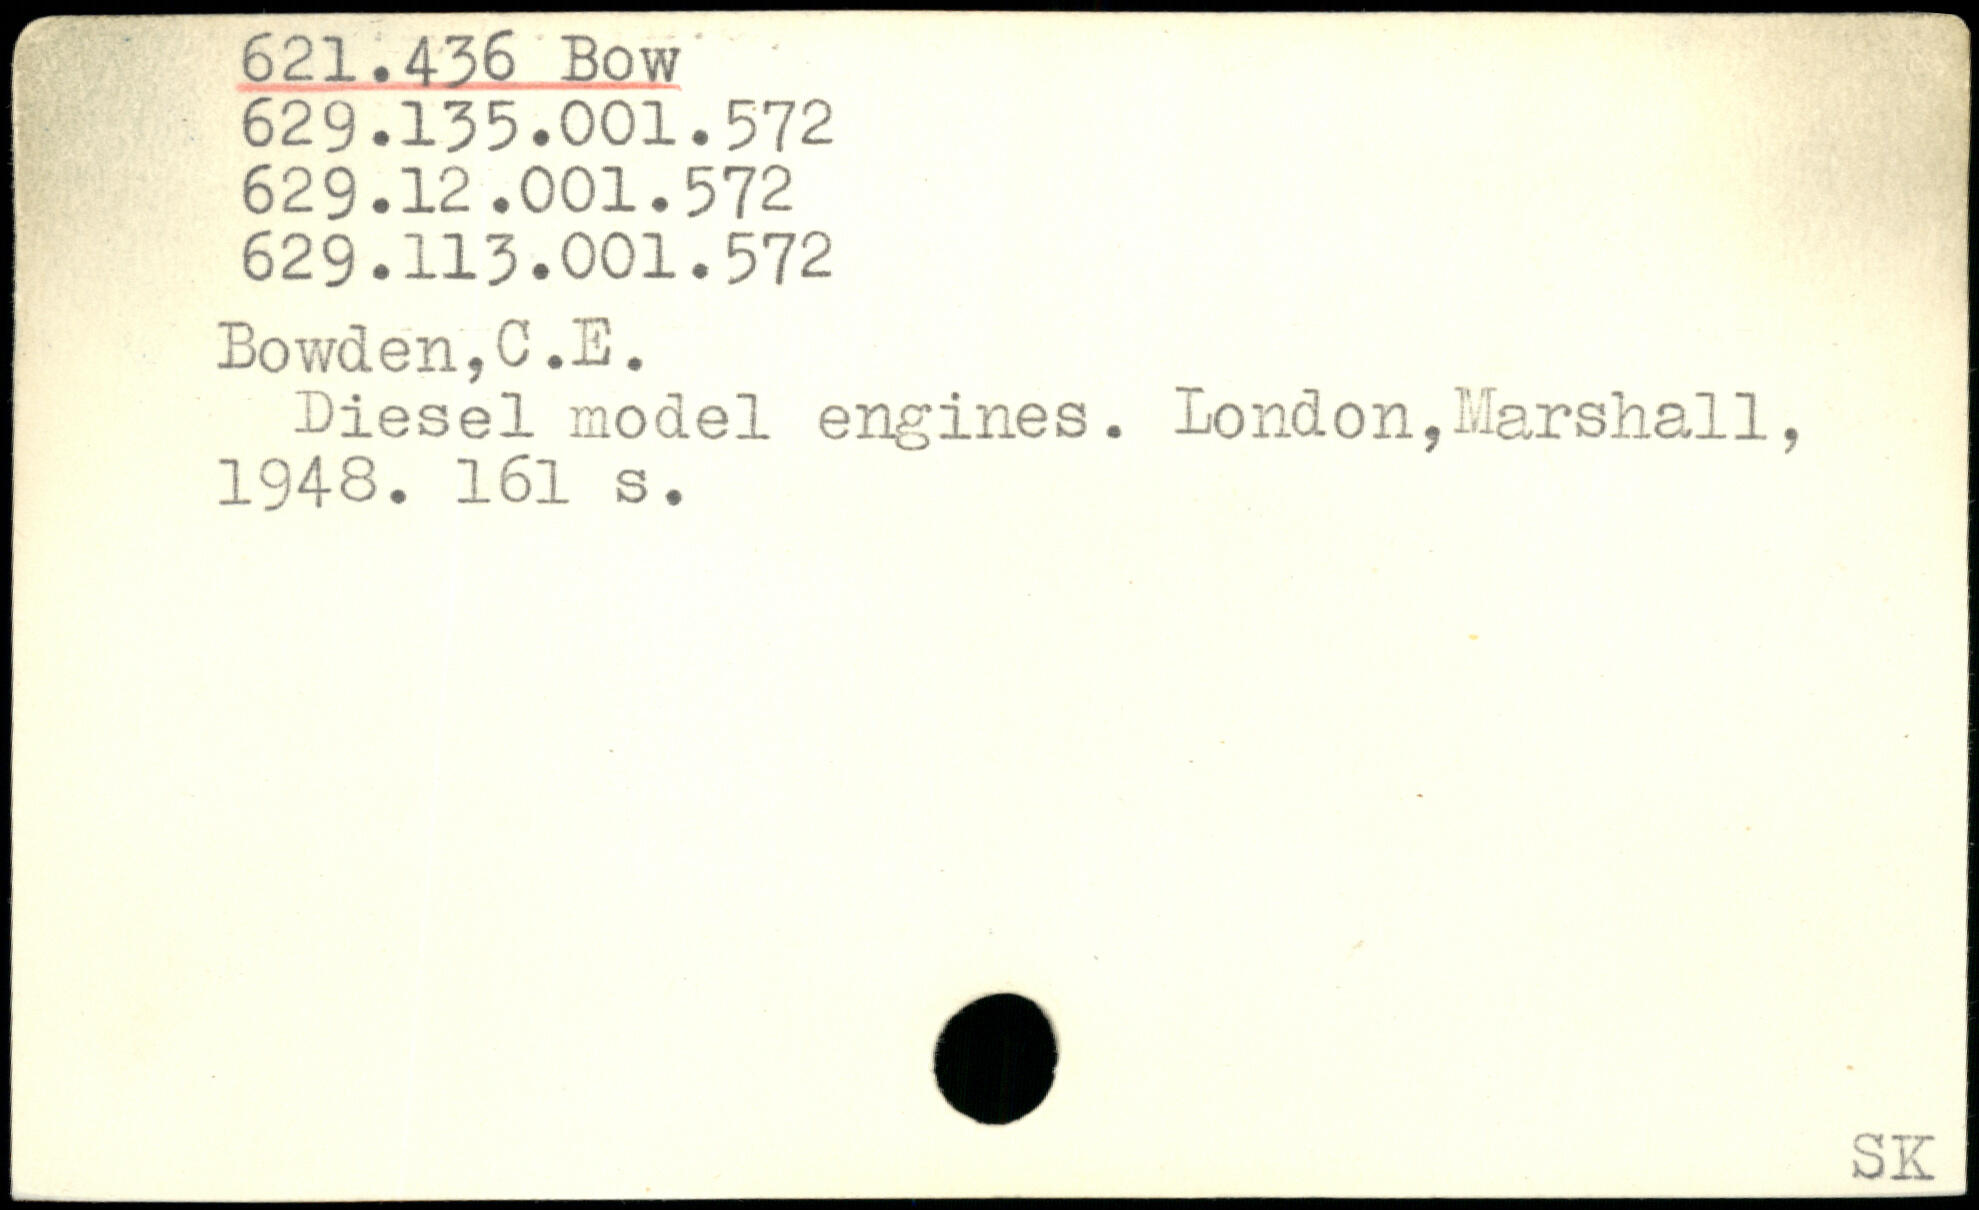 621.436 Bow
629.135.001.572
629.12.001.572
629.113.001.572
Bowden,C.E.
Diesel model engines. London,Marshall,
1948. 161 s.
SK